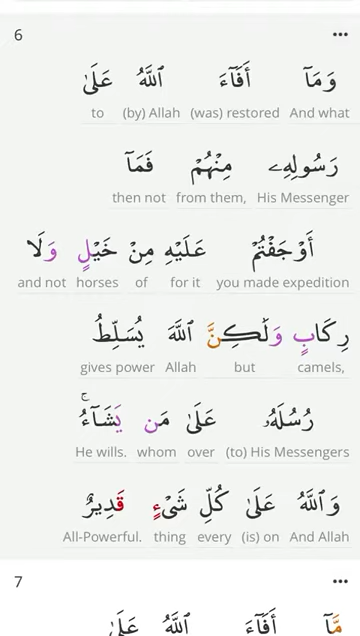 6 •••
وَمَآ أَفَآءَ ٱللَّهُ عَلَىٰ
to (by) Allah (was) restored And what
رَسُولِهِۦ مِنْهُمْ فَمَآ
then not from them, His Messenger
أَوْجَفْتُمْ عَلَيْهِ مِنْ خَيْلٍ وَلَا
and not horses of for it you made expedition
رِكَابٍ وَلَٰكِنَّ ٱللَّهَ يُسَلِّطُ
gives power Allah but camels,
رُسُلَهُۥ عَلَىٰ مَن يَشَآءُ ۚ
He wills. whom over (to) His Messengers
وَٱللَّهُ عَلَىٰ كُلِّ شَىْءٍ قَدِيرٌ
All-Powerful. thing every (is) on And Allah
7 •••
مَّآ أَفَآءَ ٱللَّهُ عَلَىٰ